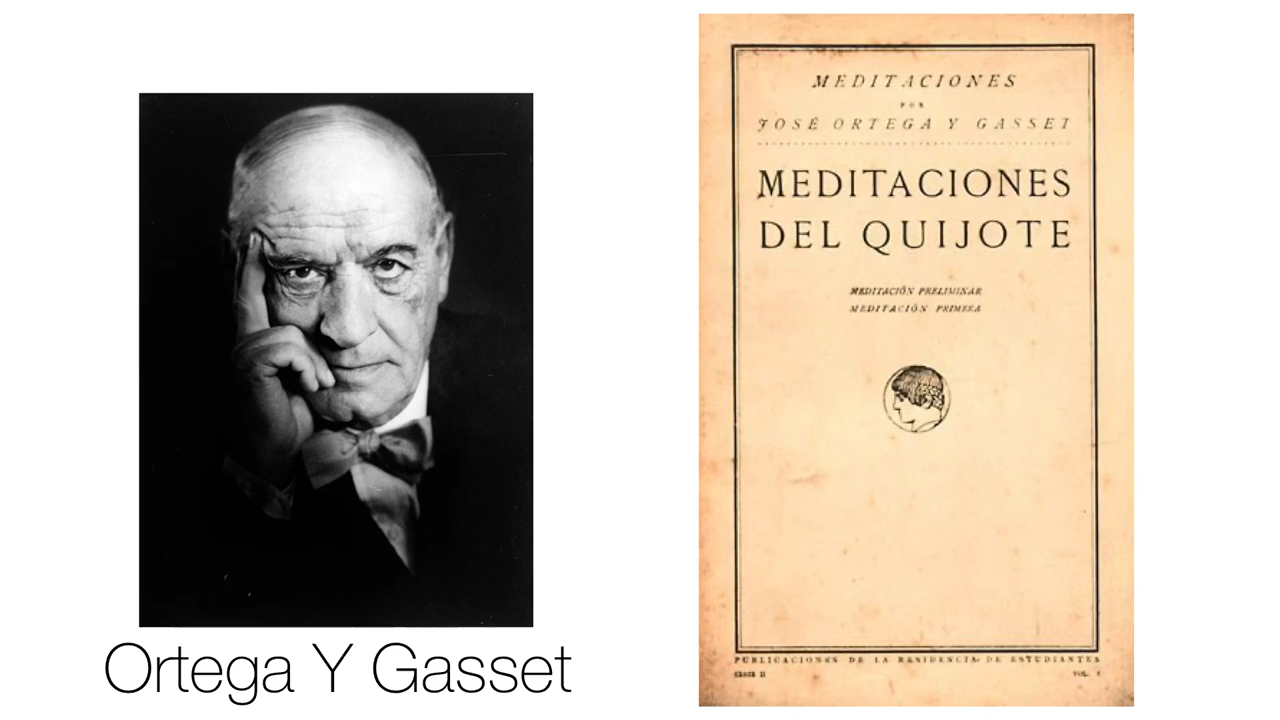 Ortega Y Gasset
MEDITACIONES
POR
JOSÉ ORTEGA Y GASSET
MEDITACIONES
DEL QUIJOTE
MEDITACIÓN PRELIMINAR
MEDITACIÓN PRIMERA
PUBLICACIONES DE LA RESIDENCIA DE ESTUDIANTES
SERIE II
VOL.